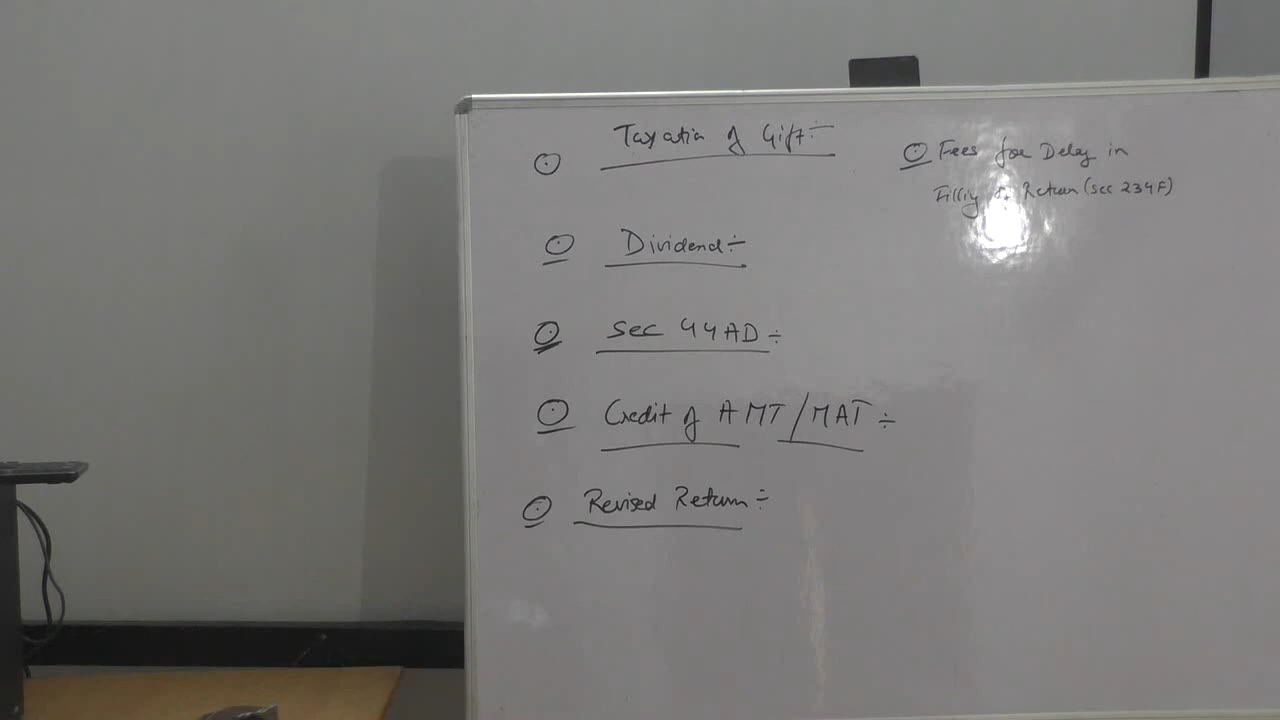 Taxation of Gift:-
Dividend:-
Sec 44AD:-
Credit of AMT/MAT:-
Revised Return:-
Fees for Delay in
Filliy of Return (Sec 234F)